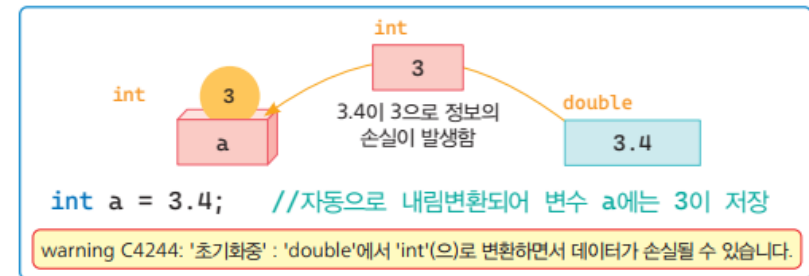 int
3
int
3
3.4이 3으로 정보의
손실이 발생함
double
3.4
a
int a = 3.4; //자동으로 내림변환되어 변수 a에는 3이 저장
warning C4244: '초기화중' : 'double'에서 'int'(으)로 변환하면서 데이터가 손실될 수 있습니다.